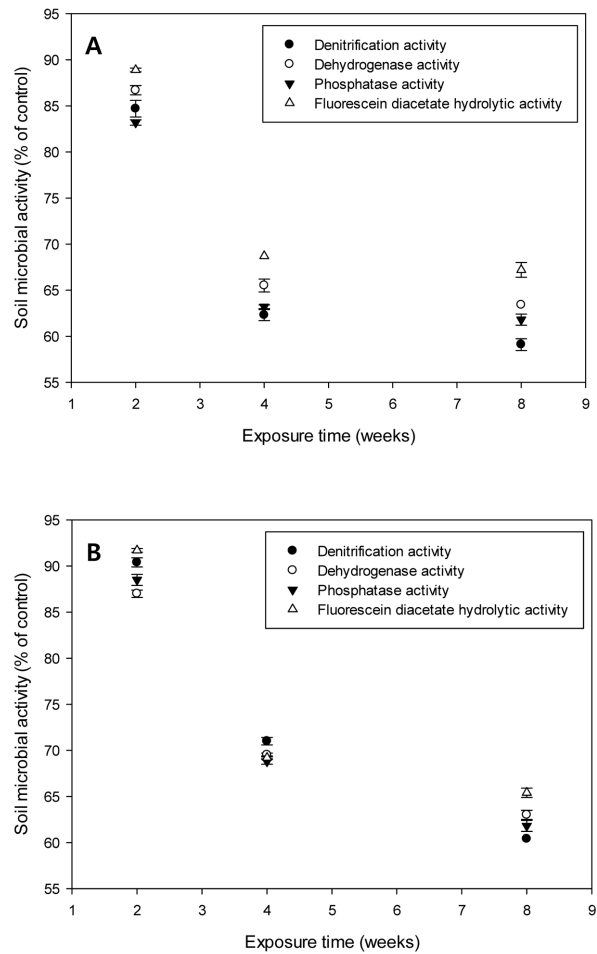 A
Denitrification activity
Dehydrogenase activity
Phosphatase activity
Fluorescein diacetate hydrolytic activity
Soil microbial activity (% of control)
95
90
85
80
75
70
65
60
55
1 2 3 4 5 6 7 8 9
Exposure time (weeks)
B
Denitrification activity
Dehydrogenase activity
Phosphatase activity
Fluorescein diacetate hydrolytic activity
Soil microbial activity (% of control)
95
90
85
80
75
70
65
60
55
1 2 3 4 5 6 7 8 9
Exposure time (weeks)